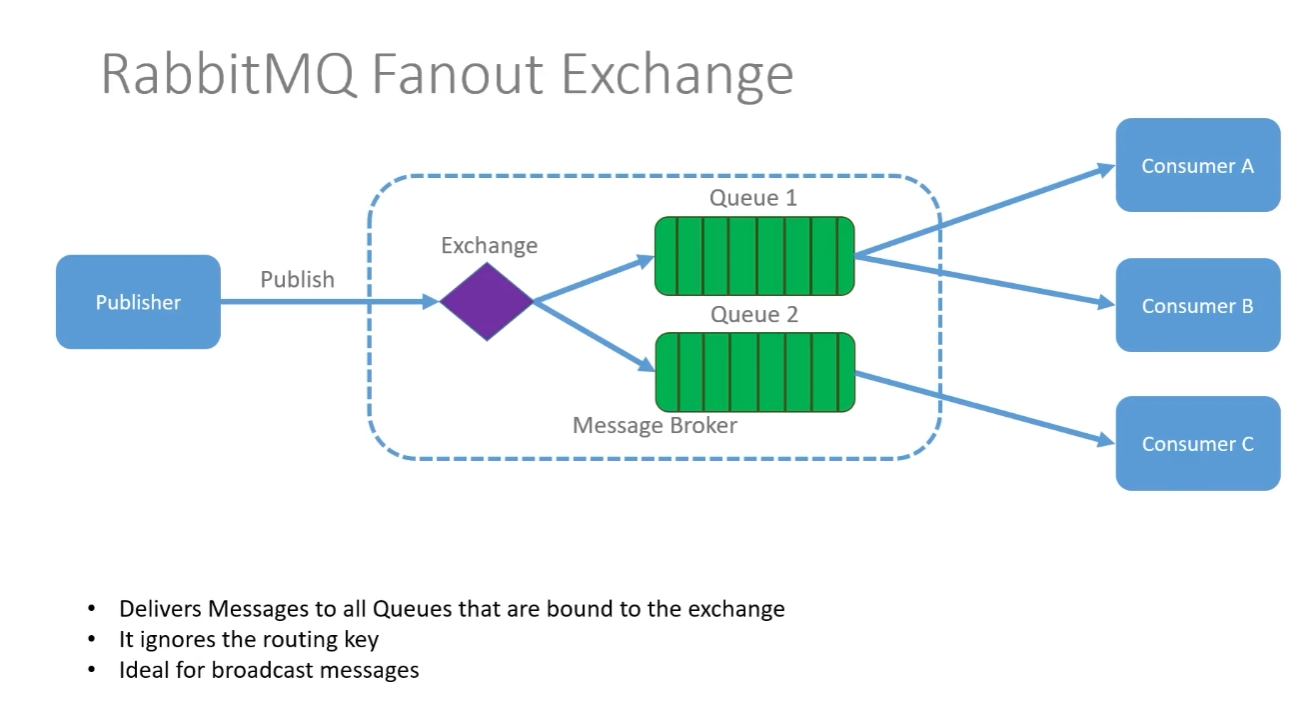 RabbitMQ Fanout Exchange
Consumer A
Queue 1
Exchange
Publish
Publisher
Consumer B
Queue 2
Message Broker
Consumer C
• Delivers Messages to all Queues that are bound to the exchange
• It ignores the routing key
• Ideal for broadcast messages